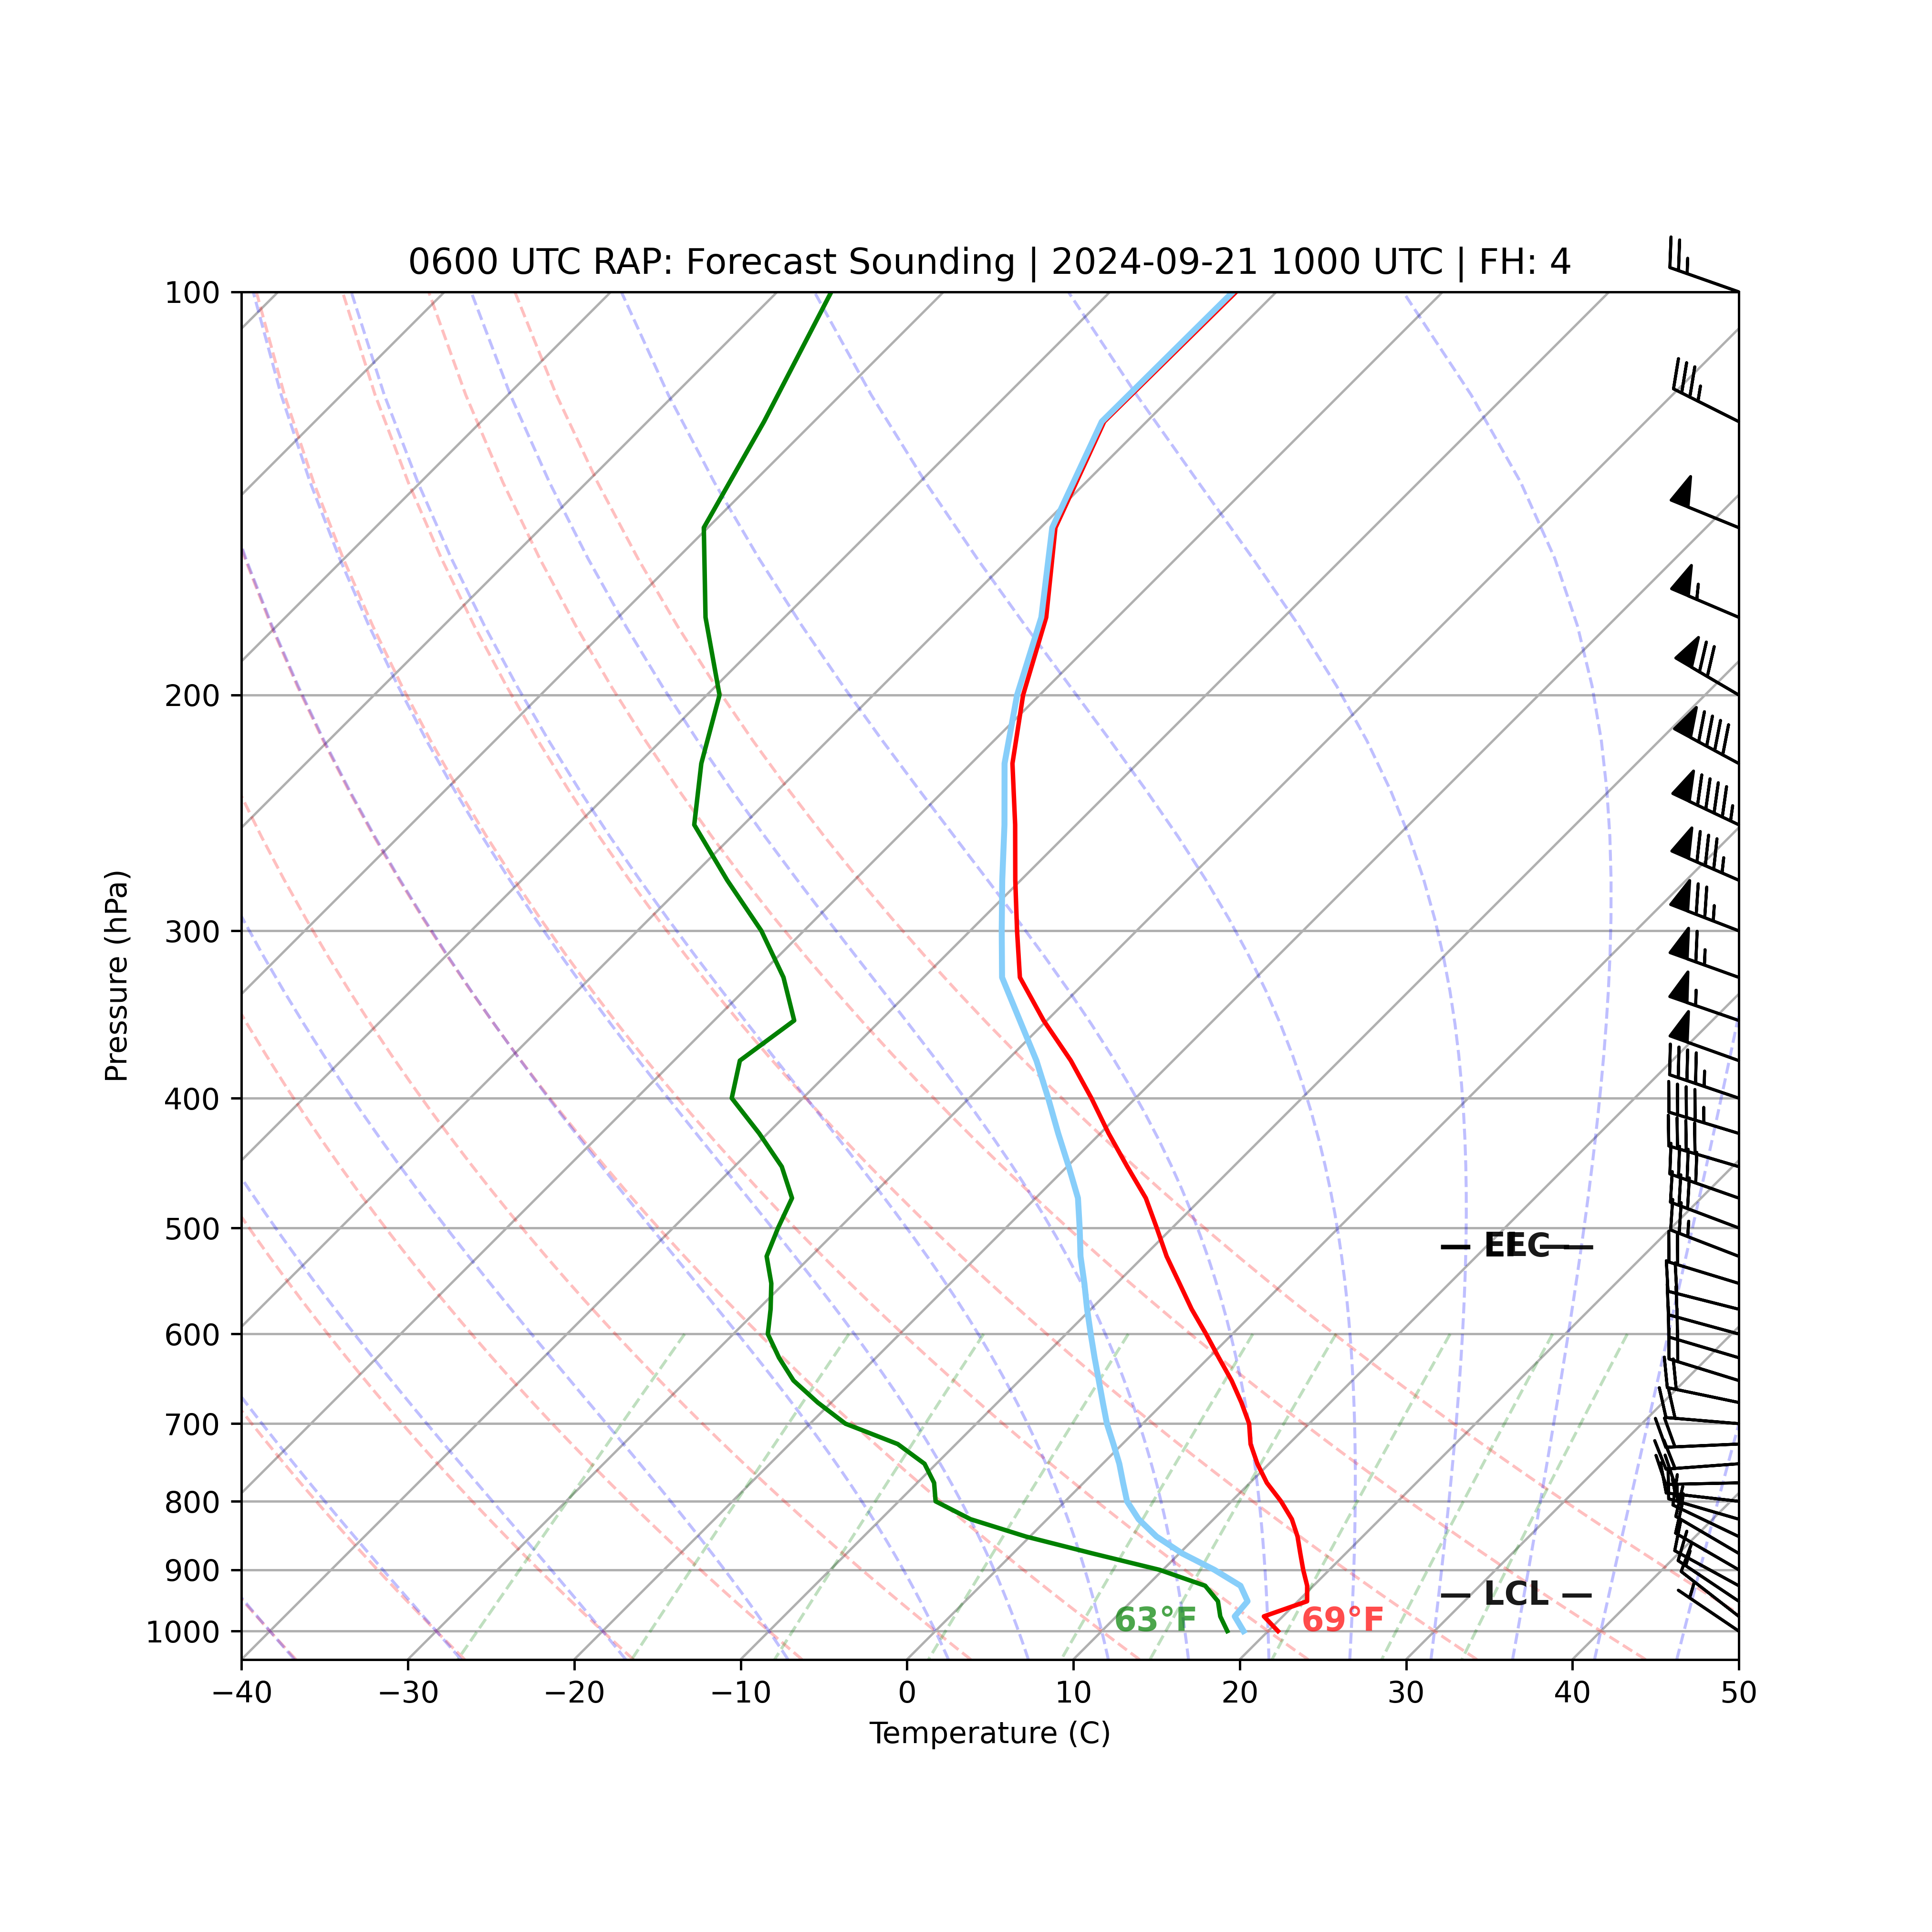 0600 UTC RAP: Forecast Sounding | 2024-09-21 1000 UTC | FH: 4
100
200
300
400
500
600
700
800
900
1000
Pressure (hPa)
— LCL —
63°F
69°F
−40 −30 −20 −10 0 10 20 30 40 50
Temperature (C)